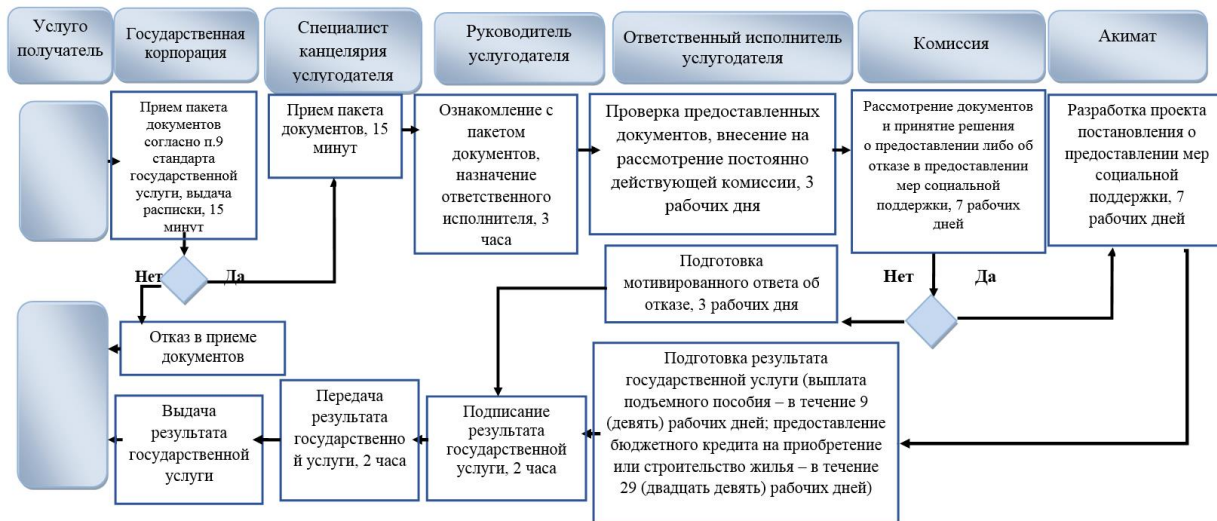 Услуго
получатель
Государственная
корпорация
Специалист
канцелярия
услугодателя
Руководитель
услугодателя
Ответственный исполнитель
услугодателя
Комиссия
Акимат
Прием пакета
документов
согласно п.9
стандарта
государственной
услуги, выдача
расписки, 15
минут
Прием пакета
документов, 15
минут
Ознакомление с
пакетом
документов,
назначение
ответственного
исполнителя, 3
часа
Проверка предоставленных
документов, внесение на
рассмотрение постоянно
действующей комиссии, 3
рабочих дня
Рассмотрение документов
и принятие решения
о предоставлении либо об
отказе в предоставлении
мер социальной
поддержки, 7 рабочих
дней
Разработка проекта
постановления о
предоставлении мер
социальной
поддержки, 7
рабочих дней
Нет
Да
Подготовка
мотивированного ответа об
отказе, 3 рабочих дня
Нет
Да
Отказ в приеме
документов
Выдача
результата
государственной
услуги
Передача
результата
государственно
й услуги, 2 часа
Подписание
результата
государственной
услуги, 2 часа
Подготовка результата
государственной услуги (выплата
подъемного пособия – в течение 9
(девять) рабочих дней; предоставление
бюджетного кредита на приобретение
или строительство жилья – в течение
29 (двадцать девять) рабочих дней)